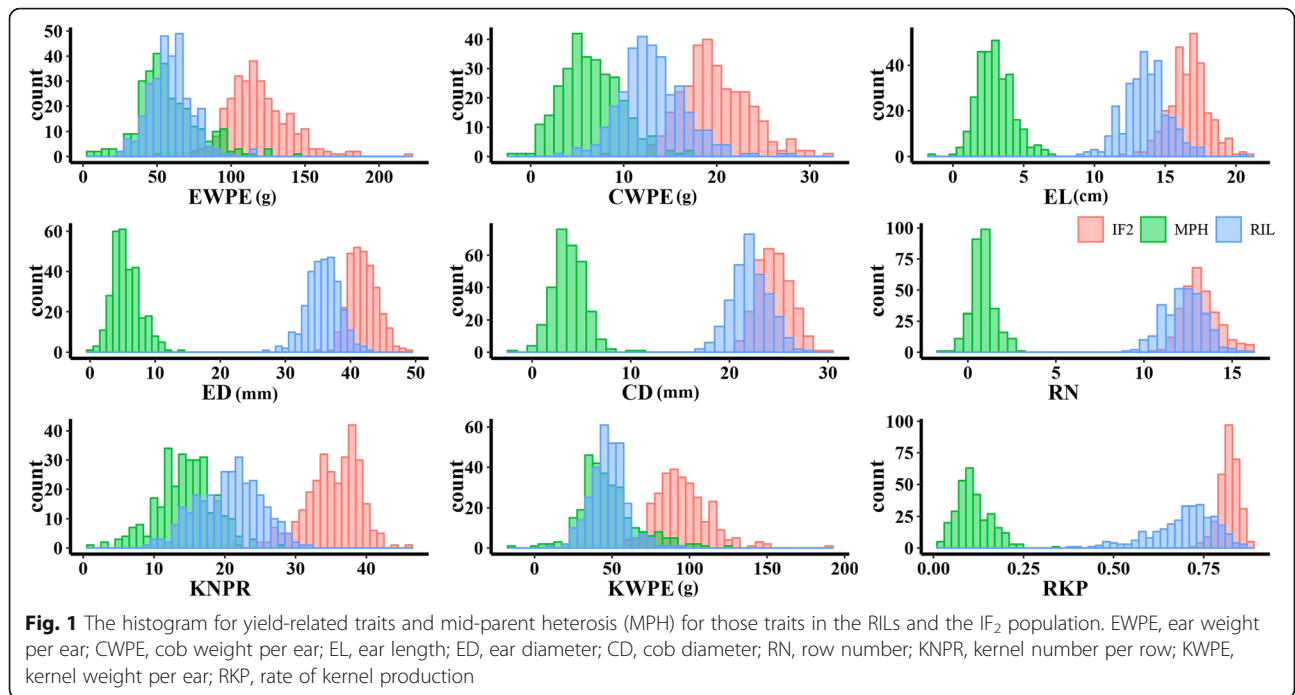 50
40
30
20
10
0
count
50 100 150 200
EWPE (g)
40
30
20
10
0
count
0 10 20 30
CWPE (g)
40
20
0
count
0 5 10 15 20
EL(cm)
60
40
20
0
count
0 10 20 30 40 50
ED (mm)
60
40
20
0
count
0 10 20 30
CD (mm)
100
75
50
25
0
count
IF2 MPH RIL
0 5 10 15
RN
40
30
20
10
0
count
0 10 20 30 40
KNPR
60
40
20
0
count
0 50 100 150 200
KWPE (g)
100
75
50
25
0
count
0.00 0.25 0.50 0.75
RKP
Fig. 1 The histogram for yield-related traits and mid-parent heterosis (MPH) for those traits in the RILs and the IF₂ population. EWPE, ear weight
per ear; CWPE, cob weight per ear; EL, ear length; ED, ear diameter; CD, cob diameter; RN, row number; KNPR, kernel number per row; KWPE,
kernel weight per ear; RKP, rate of kernel production